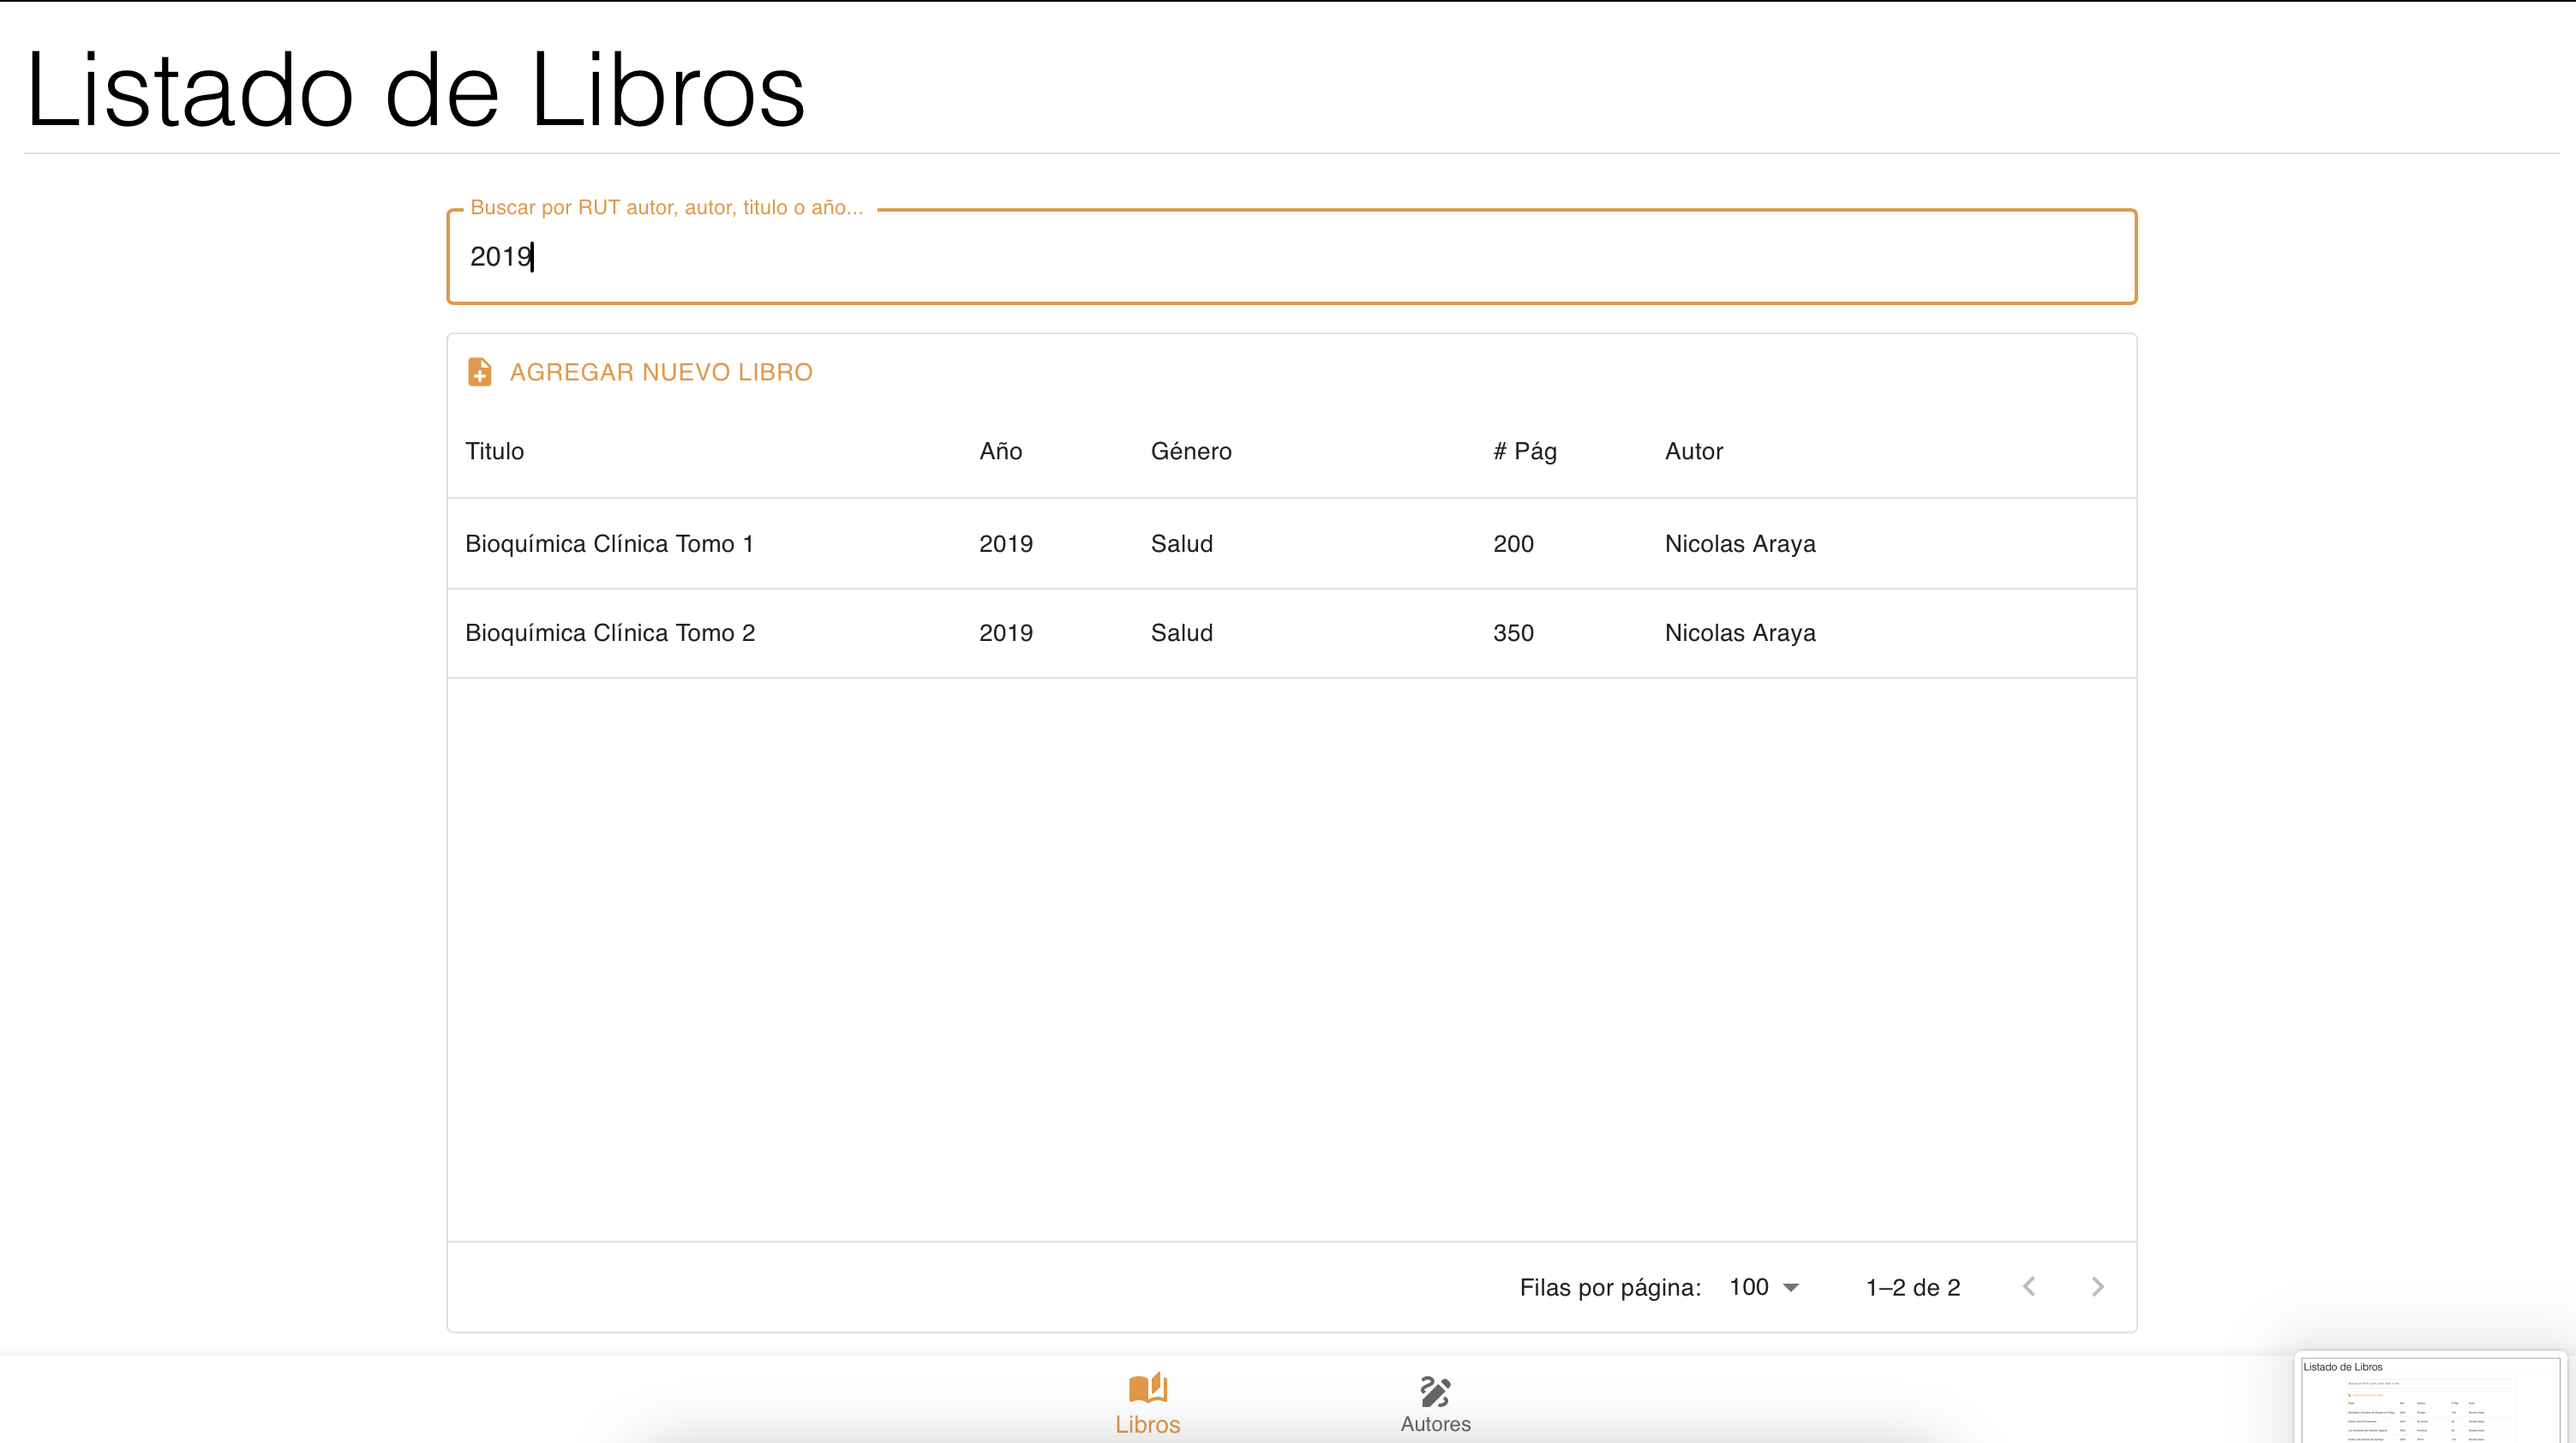 Listado de Libros
Buscar por RUT autor, autor, titulo o año...
2019
AGREGAR NUEVO LIBRO
Titulo Año Género # Pág Autor
Bioquímica Clínica Tomo 1 2019 Salud 200 Nicolas Araya
Bioquímica Clínica Tomo 2 2019 Salud 350 Nicolas Araya
Filas por página: 100 1–2 de 2
Libros Autores
Listado de Libros